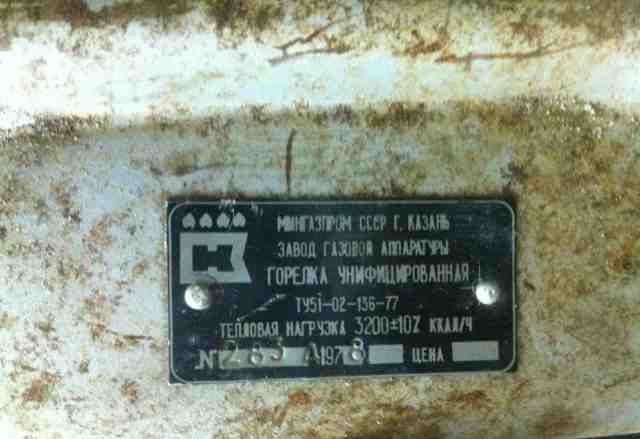 МИНГАЗПРОМ СССР Г. КАЗАНЬ
ЗАВОД ГАЗОВОЙ АППАРАТУРЫ
ГОРЕЛКА УНИФИЦИРОВАННАЯ
ТУ51-02-136-77
ТЕПЛОВАЯ НАГРУЗКА 3200±10% ККАЛ/Ч
N 283 А 1978 ЦЕНА